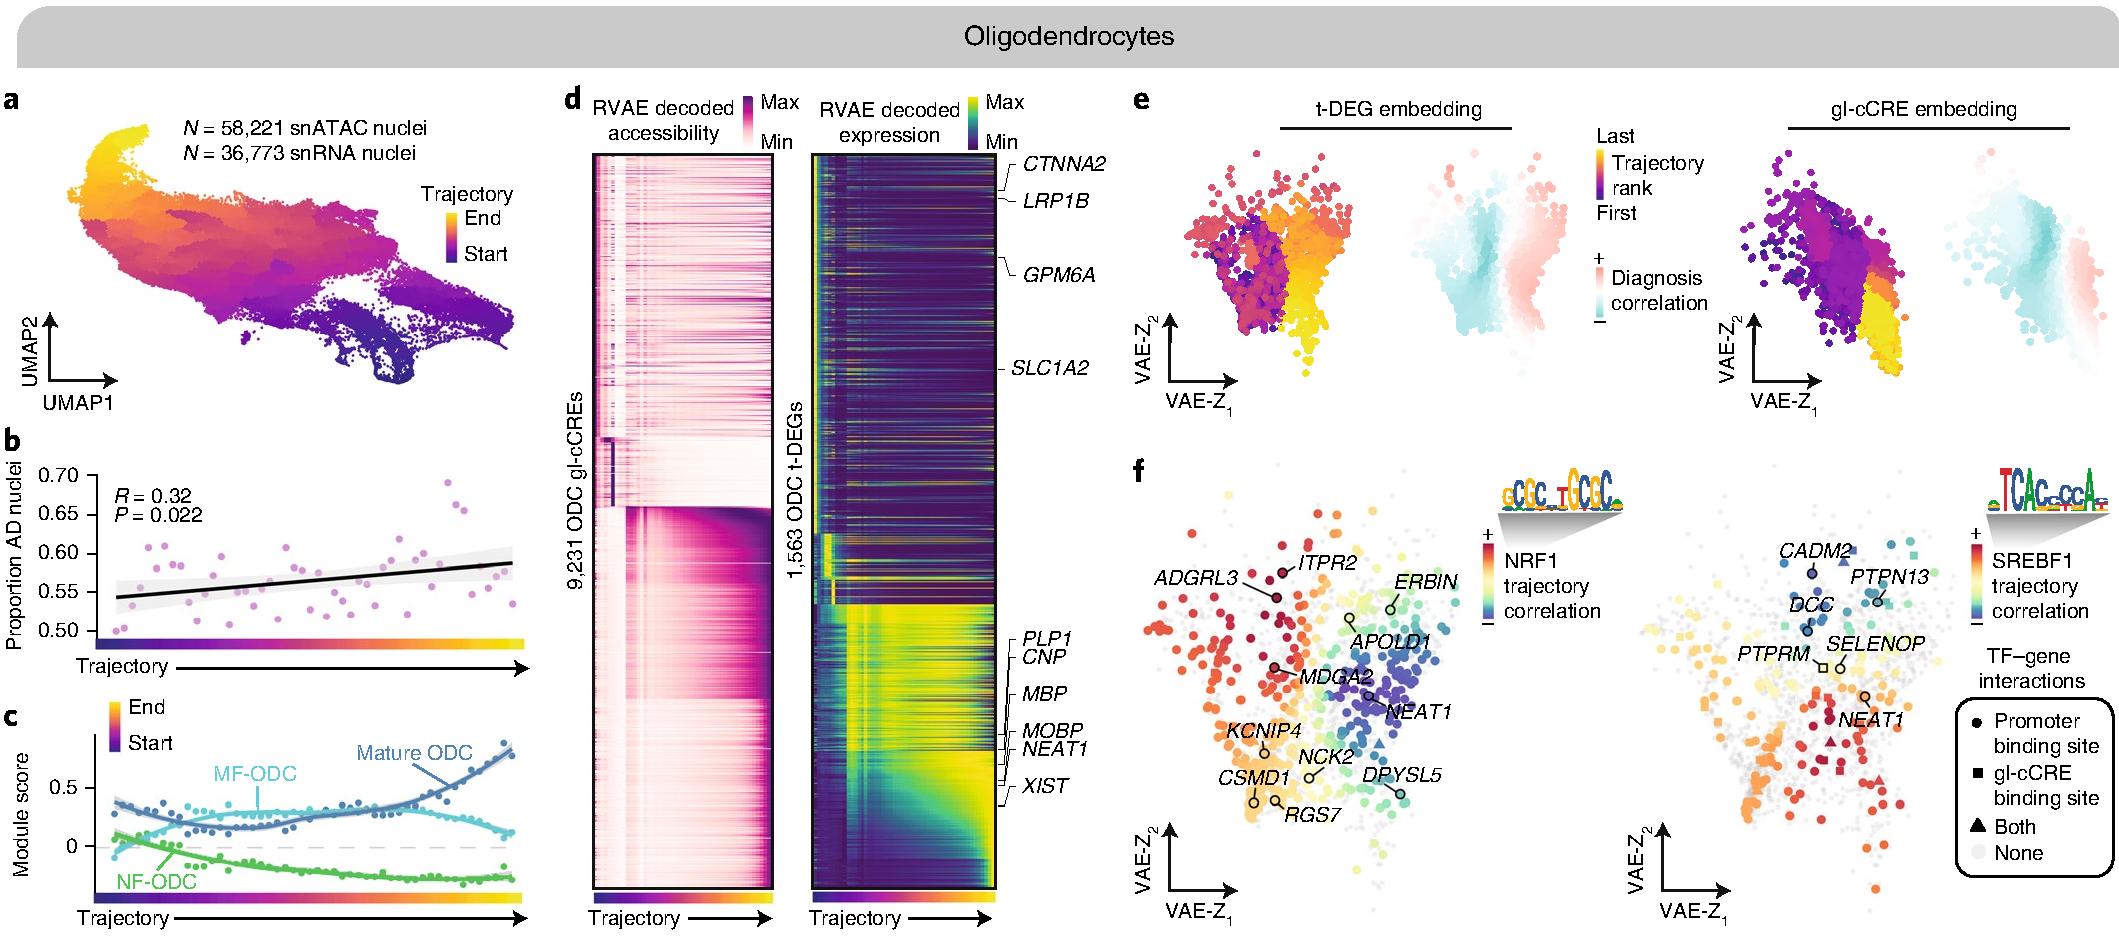 Oligodendrocytes
a
N = 58,221 snATAC nuclei
N = 36,773 snRNA nuclei
Trajectory
End
Start
UMAP2
UMAP1
b
Proportion AD nuclei
0.70
0.65
0.60
0.55
0.50
R = 0.32
P = 0.022
Trajectory
c
End
Start
Module score
0.5
0
Mature ODC
MF-ODC
NF-ODC
Trajectory
d
RVAE decoded
accessibility
Max
Min
RVAE decoded
expression
Max
Min
9,231 ODC gl-cCREs
1,563 ODC t-DEGs
CTNNA2
LRP1B
GPM6A
SLC1A2
PLP1
CNP
MBP
MOBP
NEAT1
XIST
Trajectory
Trajectory
e
t-DEG embedding
gl-cCRE embedding
Last
Trajectory
rank
First
+
Diagnosis
correlation
–
VAE-Z2
VAE-Z1
VAE-Z2
VAE-Z1
f
GCGC TGCGC
+
NRF1
trajectory
correlation
–
ADGRL3
ITPR2
ERBIN
APOLD1
MDGA2
NEAT1
KCNIP4
NCK2
CSMD1
DPYSL5
RGS7
VAE-Z2
VAE-Z1
TCAC CCA
+
SREBF1
trajectory
correlation
–
CADM2
PTPN13
DCC
PTPRM
SELENOP
NEAT1
VAE-Z2
VAE-Z1
TF–gene
interactions
Promoter
binding site
gl-cCRE
binding site
Both
None